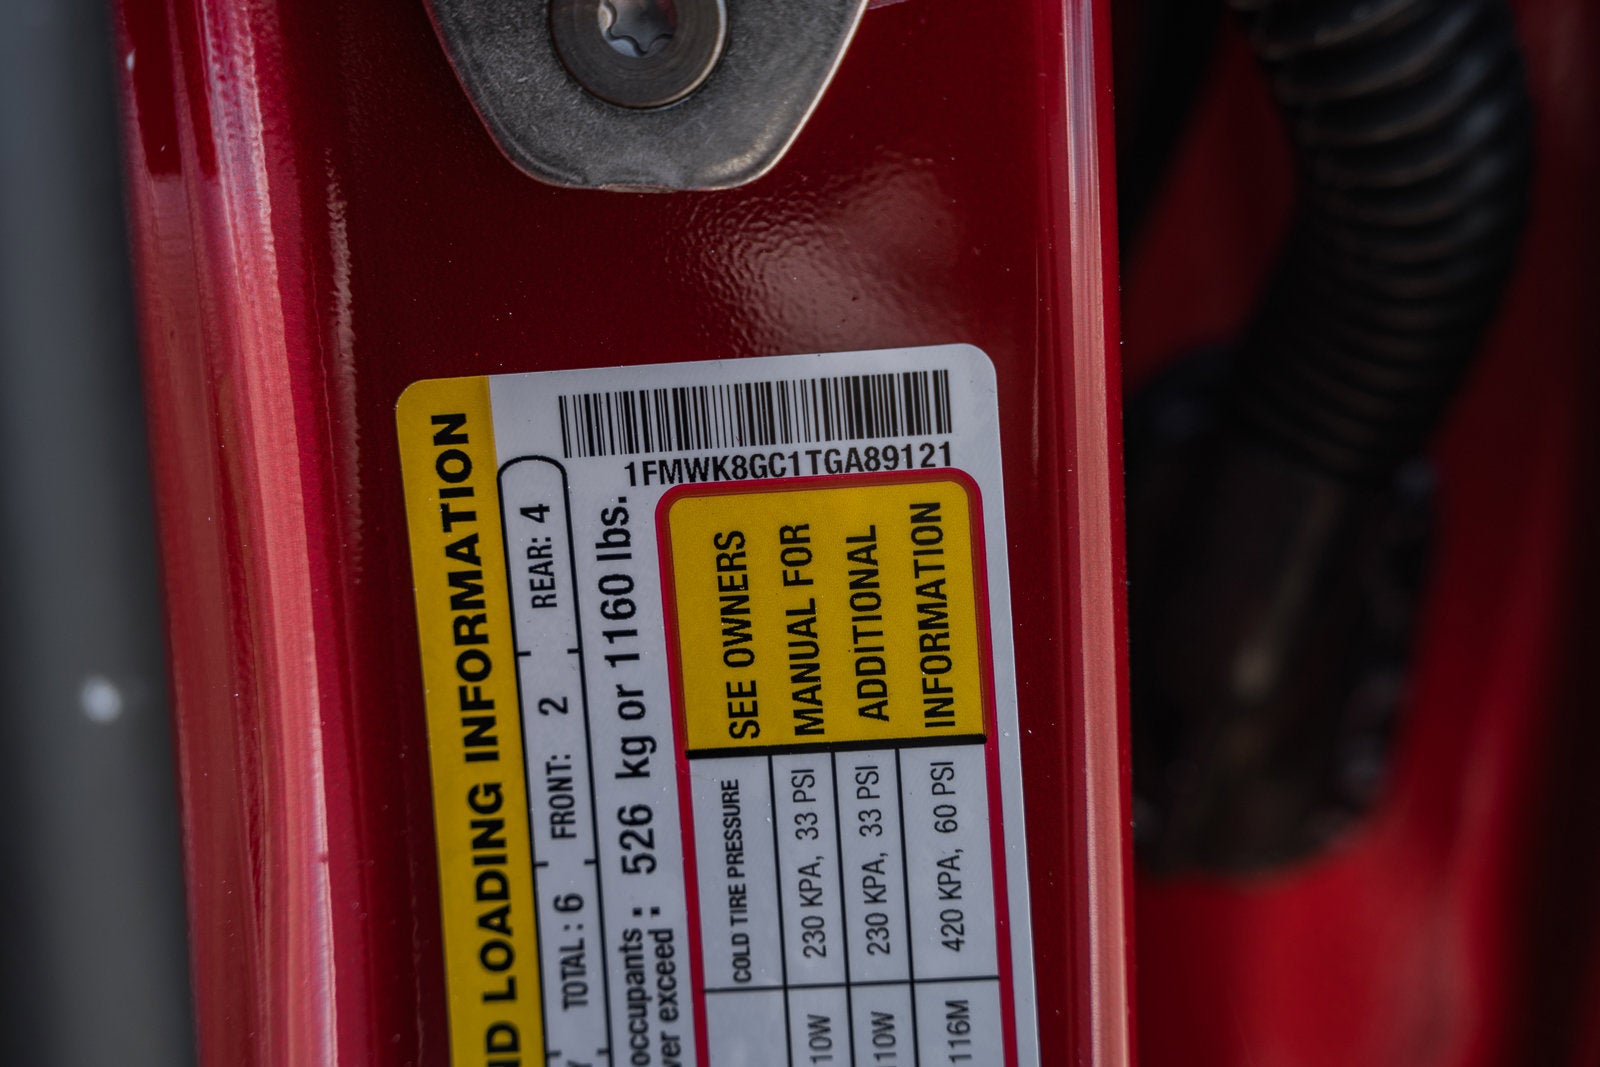 1FMWK8GC1TGA89121
ND LOADING INFORMATION
TOTAL: 6 FRONT: 2 REAR: 4
occupants : 526 kg or 1160 lbs.
ver exceed :
COLD TIRE PRESSURE
10W 230 KPA, 33 PSI
10W 230 KPA, 33 PSI
116M 420 KPA, 60 PSI
SEE OWNERS
MANUAL FOR
ADDITIONAL
INFORMATION